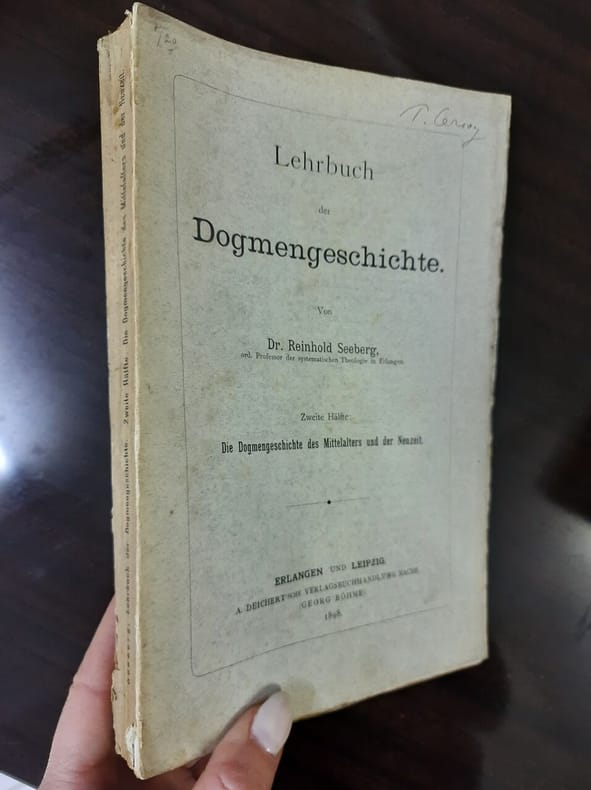 Lehrbuch
der
Dogmengeschichte.
Von
Dr. Reinhold Seeberg,
ord. Professor der systematischen Theologie in Erlangen.
Zweite Hälfte:
Die Dogmengeschichte des Mittelalters und der Neuzeit.
ERLANGEN UND LEIPZIG.
A. DEICHERT'SCHE VERLAGSBUCHHANDLUNG NACHF.
(GEORG BÖHME)
1898.
Seeberg, Lehrbuch der Dogmengeschichte. Zweite Hälfte Die Dogmengeschichte des Mittelalters und der Neuzeit.